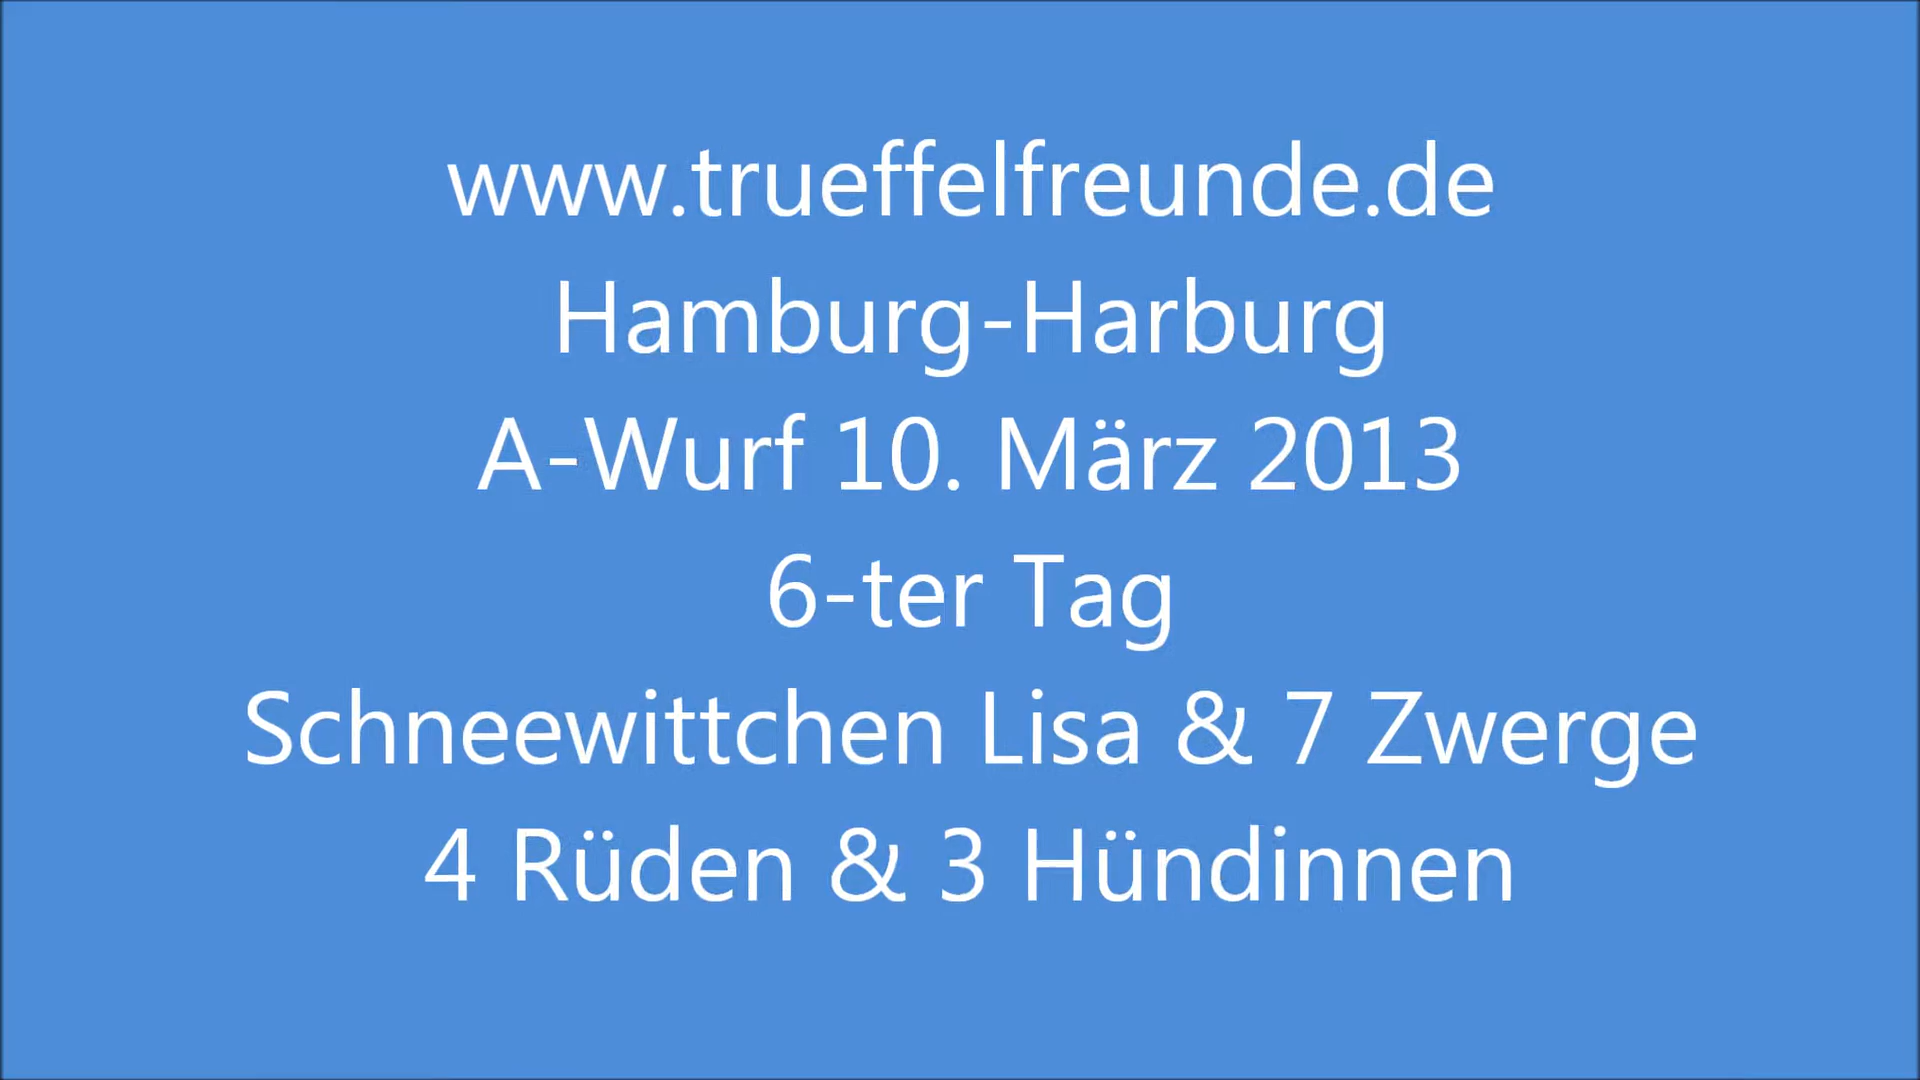 www.trueffelfreunde.de
Hamburg-Harburg
A-Wurf 10. März 2013
6-ter Tag
Schneewittchen Lisa & 7 Zwerge
4 Rüden & 3 Hündinnen